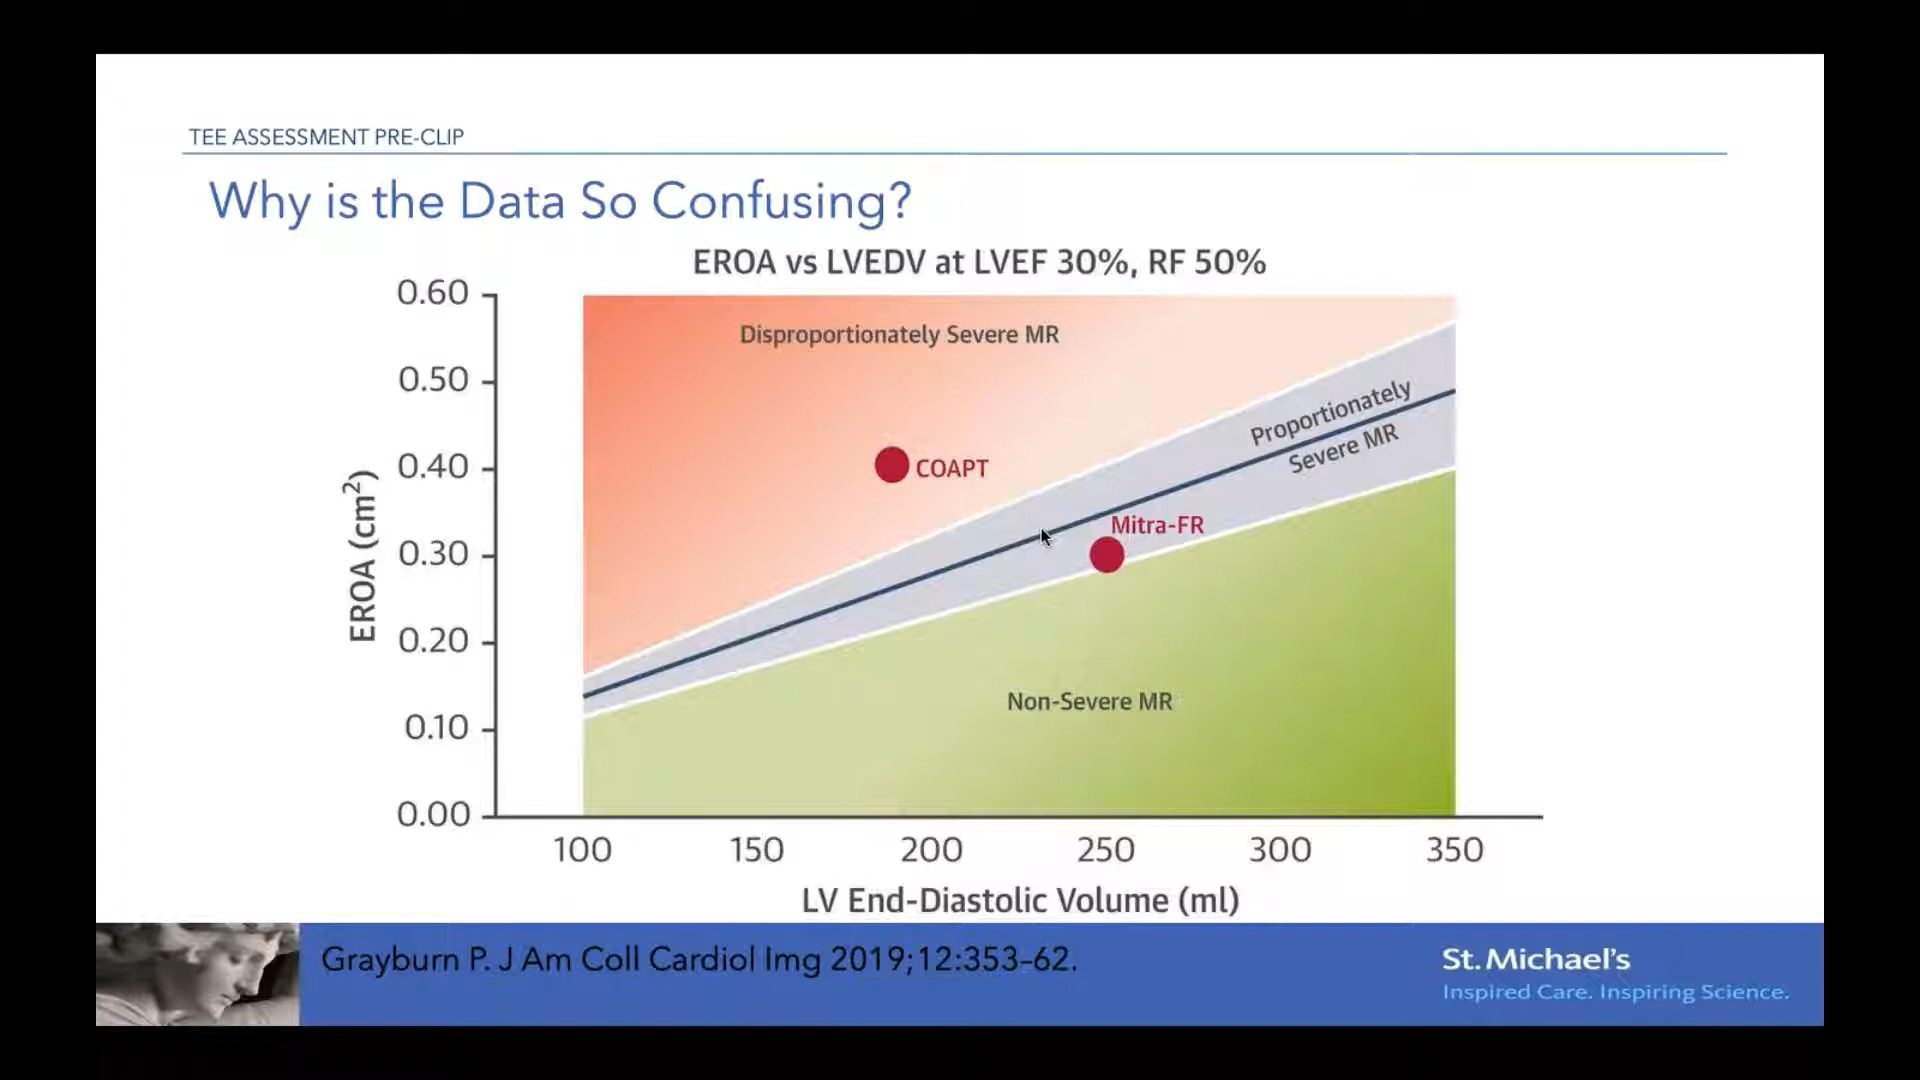 TEE ASSESSMENT PRE-CLIP
Why is the Data So Confusing?
EROA vs LVEDV at LVEF 30%, RF 50%
0.60
0.50
0.40
0.30
0.20
0.10
0.00
EROA (cm²)
Disproportionately Severe MR
Proportionately
Severe MR
COAPT
Mitra-FR
Non-Severe MR
100 150 200 250 300 350
LV End-Diastolic Volume (ml)
Grayburn P. J Am Coll Cardiol Img 2019;12:353–62.
St. Michael's
Inspired Care. Inspiring Science.